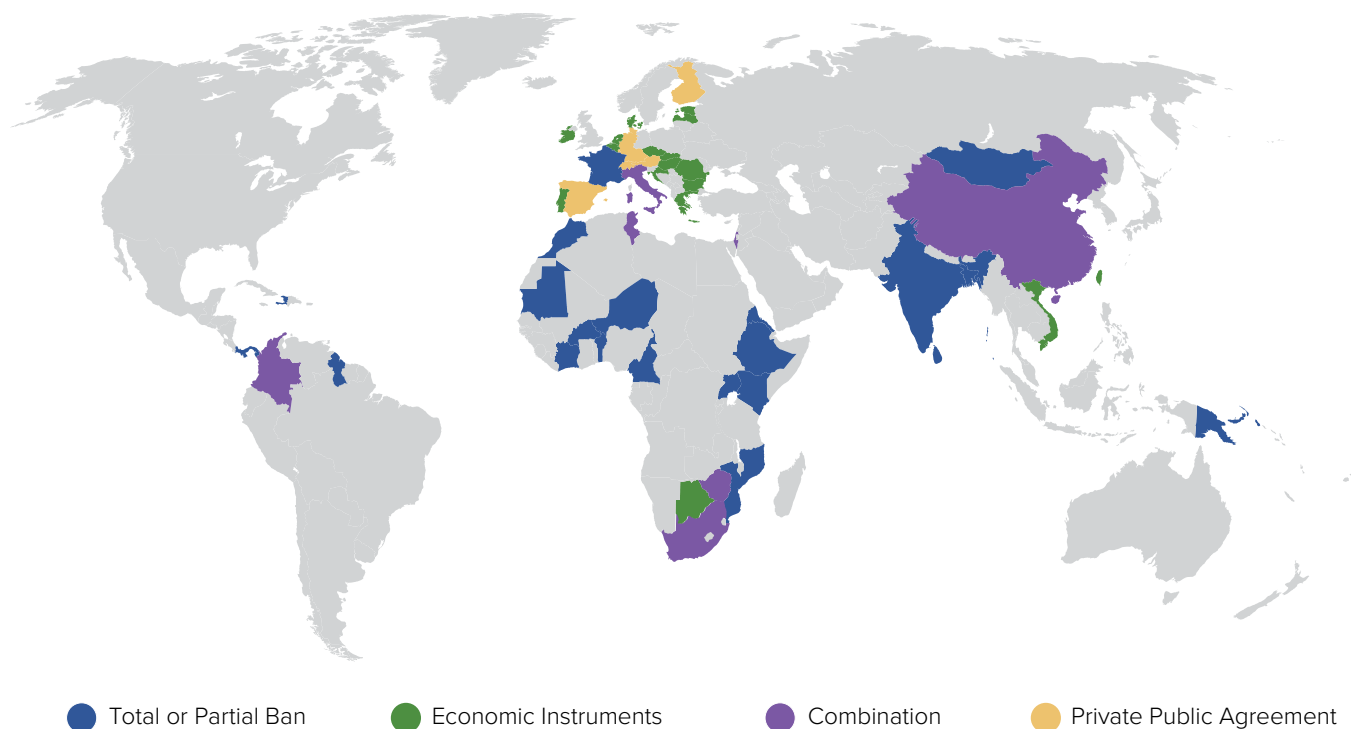 Total or Partial Ban
Economic Instruments
Combination
Private Public Agreement